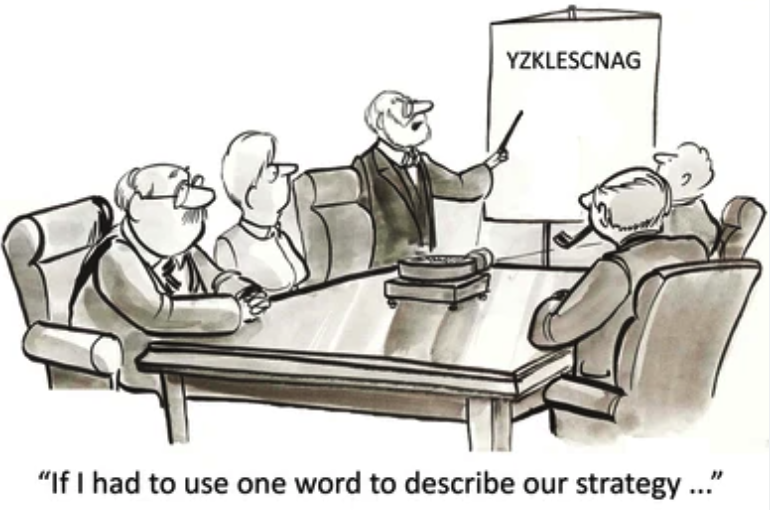 YZKLESCNAG
“If I had to use one word to describe our strategy ...”